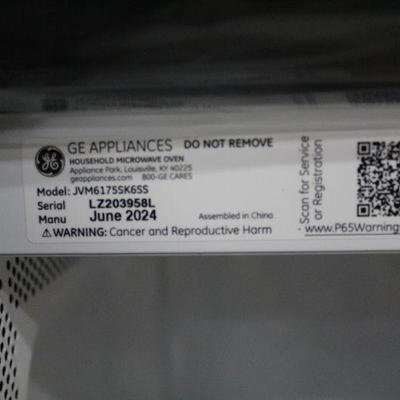 GE APPLIANCES DO NOT REMOVE
HOUSEHOLD MICROWAVE OVEN
Appliance Park, Louisville, KY 40225
geappliances.com 800-GE CARES
Model: JVM6175SK6SS
Serial LZ203958L
Manu June 2024
Assembled in China
⚠WARNING: Cancer and Reproductive Harm - www.P65Warning
Scan for Service
or Registration